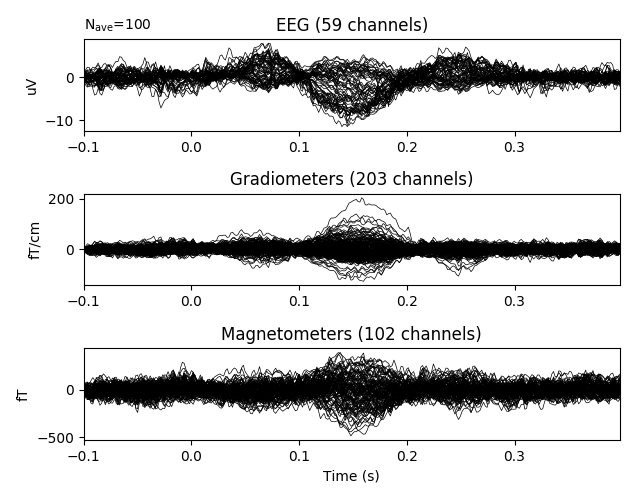 N_ave=100
EEG (59 channels)
uV
0
−10
−0.1 0.0 0.1 0.2 0.3
Gradiometers (203 channels)
fT/cm
200
0
−0.1 0.0 0.1 0.2 0.3
Magnetometers (102 channels)
fT
0
−500
−0.1 0.0 0.1 0.2 0.3
Time (s)